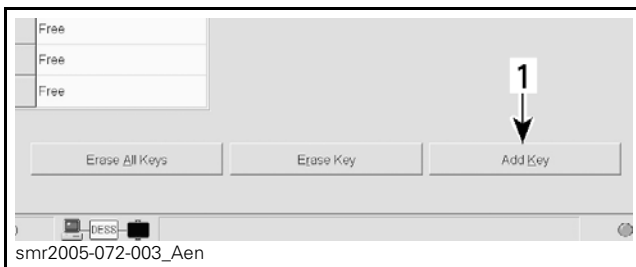 Free
Free
Free
1
Erase All Keys
Erase Key
Add Key
DESS
smr2005-072-003_Aen